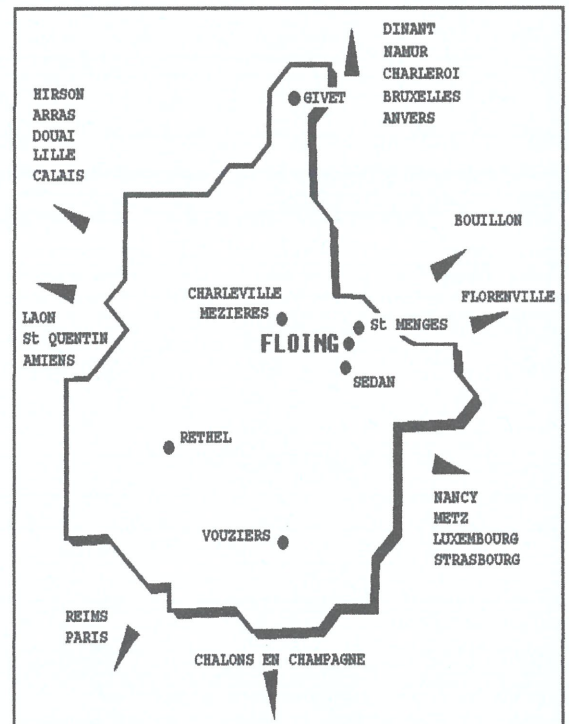 DINANT
NAMUR
CHARLEROI
BRUXELLES
ANVERS
GIVET
HIRSON
ARRAS
DOUAI
LILLE
CALAIS
BOUILLON
FLORENVILLE
LAON
St QUENTIN
AMIENS
CHARLEVILLE
MEZIERES
St MENGES
FLOING
SEDAN
RETHEL
NANCY
METZ
LUXEMBOURG
STRASBOURG
VOUZIERS
REIMS
PARIS
CHALONS EN CHAMPAGNE